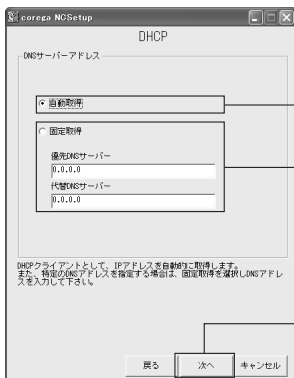 corega NCSetup
DHCP
DNSサーバーアドレス
自動取得
固定取得
優先DNSサーバー
0.0.0.0
代替DNSサーバー
0.0.0.0
DHCPクライアントとして、IPアドレスを自動的に取得します。
また、特定のDNSアドレスを指定する場合は、固定取得を選択しDNSアドレ
スを入力して下さい。
戻る 次へ キャンセル